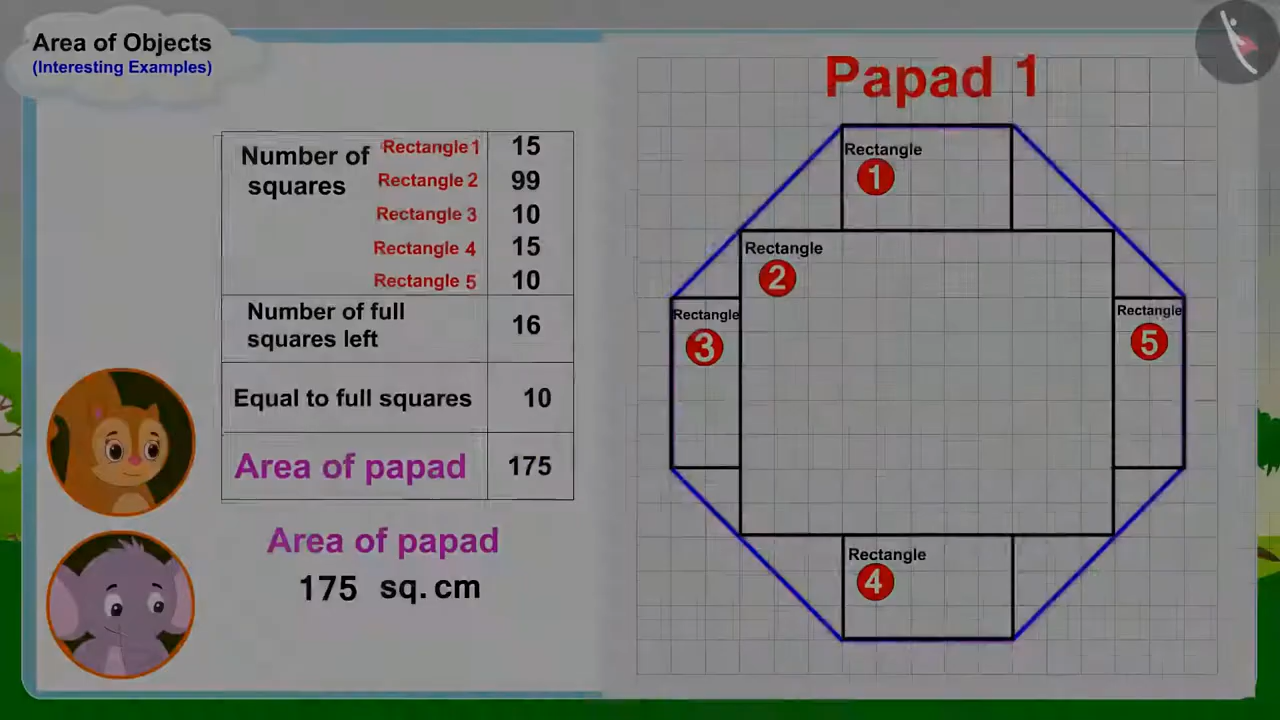 Area of Objects
(Interesting Examples)
Papad 1
Number of squares
Rectangle 1 15
Rectangle 2 99
Rectangle 3 10
Rectangle 4 15
Rectangle 5 10
Number of full
squares left 16
Equal to full squares 10
Area of papad 175
Area of papad
175 sq. cm
Rectangle
1
Rectangle
2
Rectangle
3
Rectangle
5
Rectangle
4